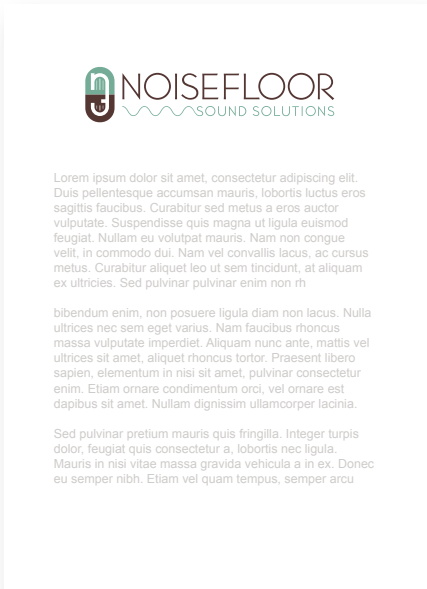 nf
NOISEFLOOR
SOUND SOLUTIONS
Lorem ipsum dolor sit amet, consectetur adipiscing elit.
Duis pellentesque accumsan mauris, lobortis luctus eros
sagittis faucibus. Curabitur sed metus a eros auctor
vulputate. Suspendisse quis magna ut ligula euismod
feugiat. Nullam eu volutpat mauris. Nam non congue
velit, in commodo dui. Nam vel convallis lacus, ac cursus
metus. Curabitur aliquet leo ut sem tincidunt, at aliquam
ex ultricies. Sed pulvinar pulvinar enim non rh
bibendum enim, non posuere ligula diam non lacus. Nulla
ultrices nec sem eget varius. Nam faucibus rhoncus
massa vulputate imperdiet. Aliquam nunc ante, mattis vel
ultrices sit amet, aliquet rhoncus tortor. Praesent libero
sapien, elementum in nisi sit amet, pulvinar consectetur
enim. Etiam ornare condimentum orci, vel ornare est
dapibus sit amet. Nullam dignissim ullamcorper lacinia.
Sed pulvinar pretium mauris quis fringilla. Integer turpis
dolor, feugiat quis consectetur a, lobortis nec ligula.
Mauris in nisi vitae massa gravida vehicula a in ex. Donec
eu semper nibh. Etiam vel quam tempus, semper arcu